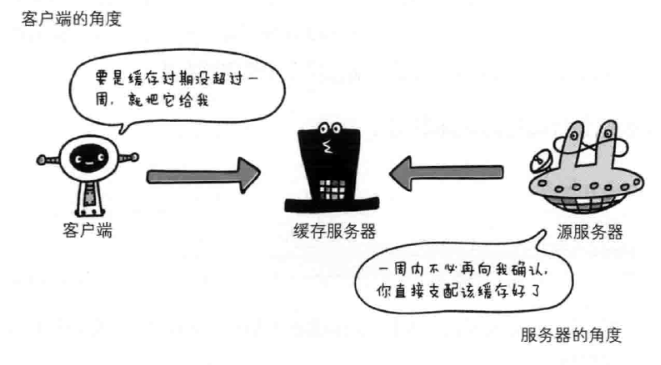 客户端的角度
要是缓存过期没超过一
周，就把它给我
客户端
缓存服务器
源服务器
一周内不必再向我确认，
你直接支配该缓存好了
服务器的角度